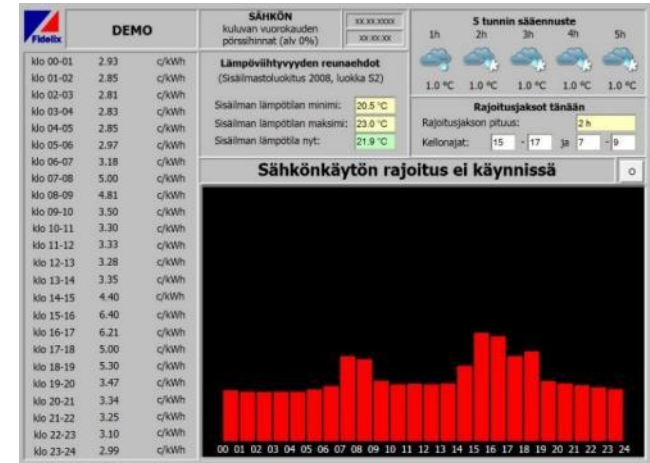 Fidelix
DEMO
klo 00-01 2.93 c/kWh
klo 01-02 2.85 c/kWh
klo 02-03 2.81 c/kWh
klo 03-04 2.83 c/kWh
klo 04-05 2.85 c/kWh
klo 05-06 2.97 c/kWh
klo 06-07 3.18 c/kWh
klo 07-08 5.00 c/kWh
klo 08-09 4.81 c/kWh
klo 09-10 3.50 c/kWh
klo 10-11 3.30 c/kWh
klo 11-12 3.33 c/kWh
klo 12-13 3.28 c/kWh
klo 13-14 3.35 c/kWh
klo 14-15 4.40 c/kWh
klo 15-16 6.40 c/kWh
klo 16-17 6.21 c/kWh
klo 17-18 5.00 c/kWh
klo 18-19 5.30 c/kWh
klo 19-20 3.47 c/kWh
klo 20-21 3.34 c/kWh
klo 21-22 3.25 c/kWh
klo 22-23 3.10 c/kWh
klo 23-24 2.99 c/kWh
SÄHKÖN
kuluvan vuorokauden
pörssihinnat (alv 0%)
xx.xx.xxxx
xx:xx:xx
Lämpöviihtyvyyden reunaehdot
(Sisäilmastoluokitus 2008, luokka S2)
Sisäilman lämpötilan minimi: 20.5 °C
Sisäilman lämpötilan maksimi: 23.0 °C
Sisäilman lämpötila nyt: 21.9 °C
5 tunnin sääennuste
1h 2h 3h 4h 5h
1.0 °C 1.0 °C 1.0 °C 1.0 °C 1.0 °C
Rajoitusjaksot tänään
Rajoitusjakson pituus: 2 h
Kellonajat: 15 - 17 ja 7 - 9
Sähkönkäytön rajoitus ei käynnissä
00 01 02 03 04 05 06 07 08 09 10 11 12 13 14 15 16 17 18 19 20 21 22 23 24